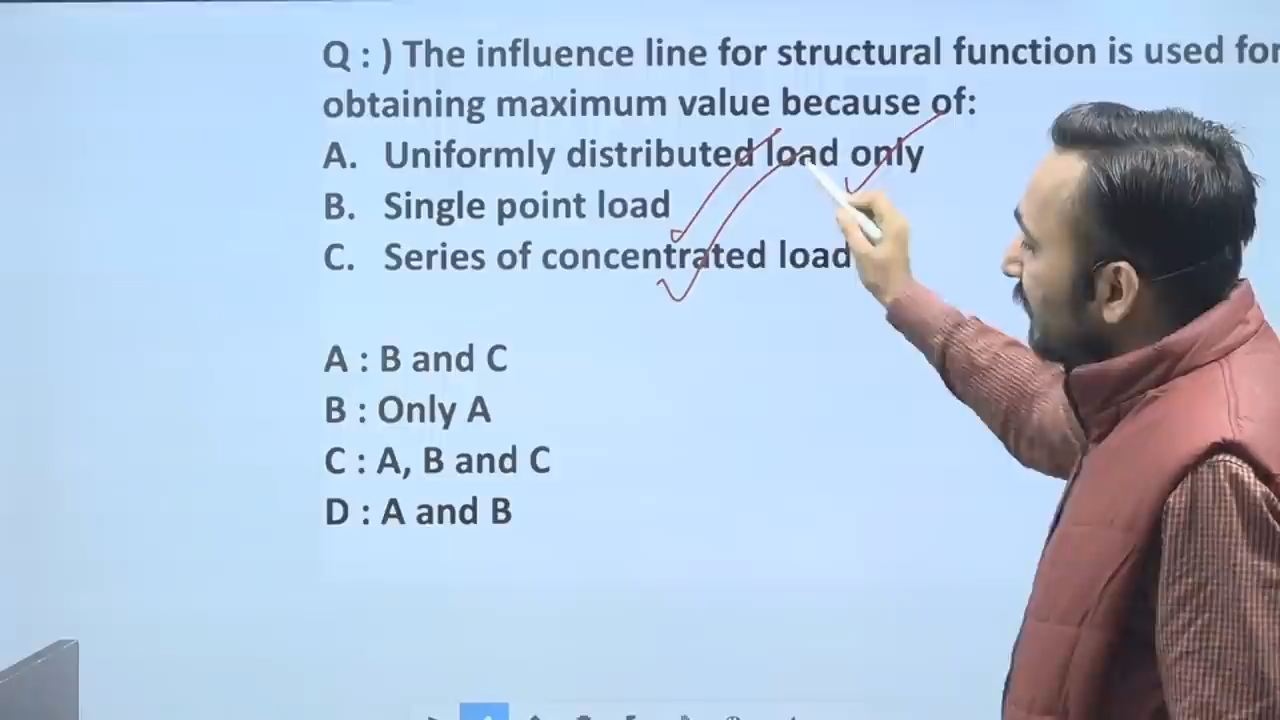 Q : ) The influence line for structural function is used for
obtaining maximum value because of:
A. Uniformly distributed load only
B. Single point load
C. Series of concentrated load
A : B and C
B : Only A
C : A, B and C
D : A and B